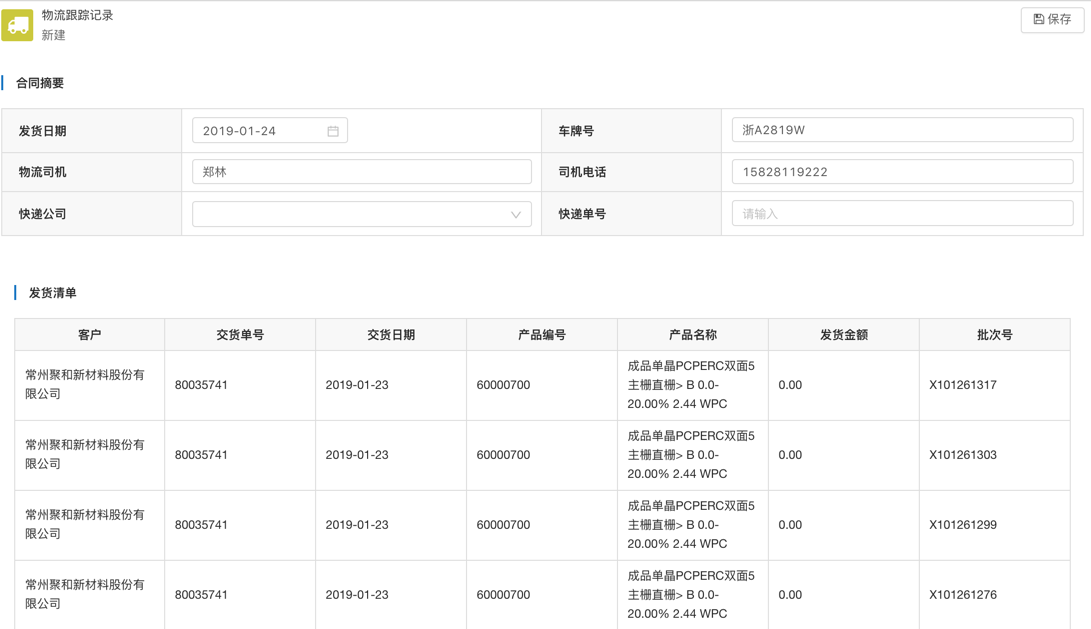 物流跟踪记录
新建
保存
合同摘要
发货日期 2019-01-24 车牌号 浙A2819W
物流司机 郑林 司机电话 15828119222
快递公司 快递单号 请输入
发货清单
客户 交货单号 交货日期 产品编号 产品名称 发货金额 批次号
常州聚和新材料股份有
限公司
80035741
2019-01-23
60000700
成品单晶PCPERC双面5
主栅直栅> B 0.0-
20.00% 2.44 WPC
0.00
X101261317
常州聚和新材料股份有
限公司
80035741
2019-01-23
60000700
成品单晶PCPERC双面5
主栅直栅> B 0.0-
20.00% 2.44 WPC
0.00
X101261303
常州聚和新材料股份有
限公司
80035741
2019-01-23
60000700
成品单晶PCPERC双面5
主栅直栅> B 0.0-
20.00% 2.44 WPC
0.00
X101261299
常州聚和新材料股份有
限公司
80035741
2019-01-23
60000700
成品单晶PCPERC双面5
主栅直栅> B 0.0-
20.00% 2.44 WPC
0.00
X101261276